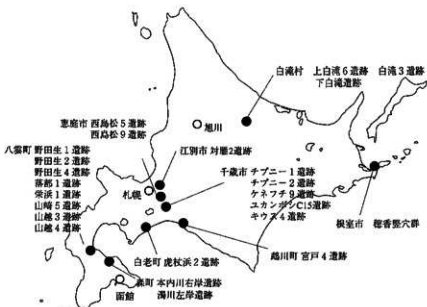 白滝村　上白滝6遺跡　白滝3遺跡
下白滝遺跡
恵庭市 西島松5遺跡
西島松9遺跡
旭川
八雲町 野田生1遺跡
野田生2遺跡
野田生4遺跡
落部1遺跡
栄浜1遺跡
山崎5遺跡
山越3遺跡
山越4遺跡
江別市 対雁2遺跡
札幌
千歳市 チプニー1遺跡
チプニー2遺跡
ケネフチ9遺跡
ユカンボシC15遺跡
キウス4遺跡
根室市　穂香竪穴群
鵡川町 宮戸4遺跡
白老町 虎杖浜2遺跡
森町 本内川右岸遺跡
濁川左岸遺跡
函館